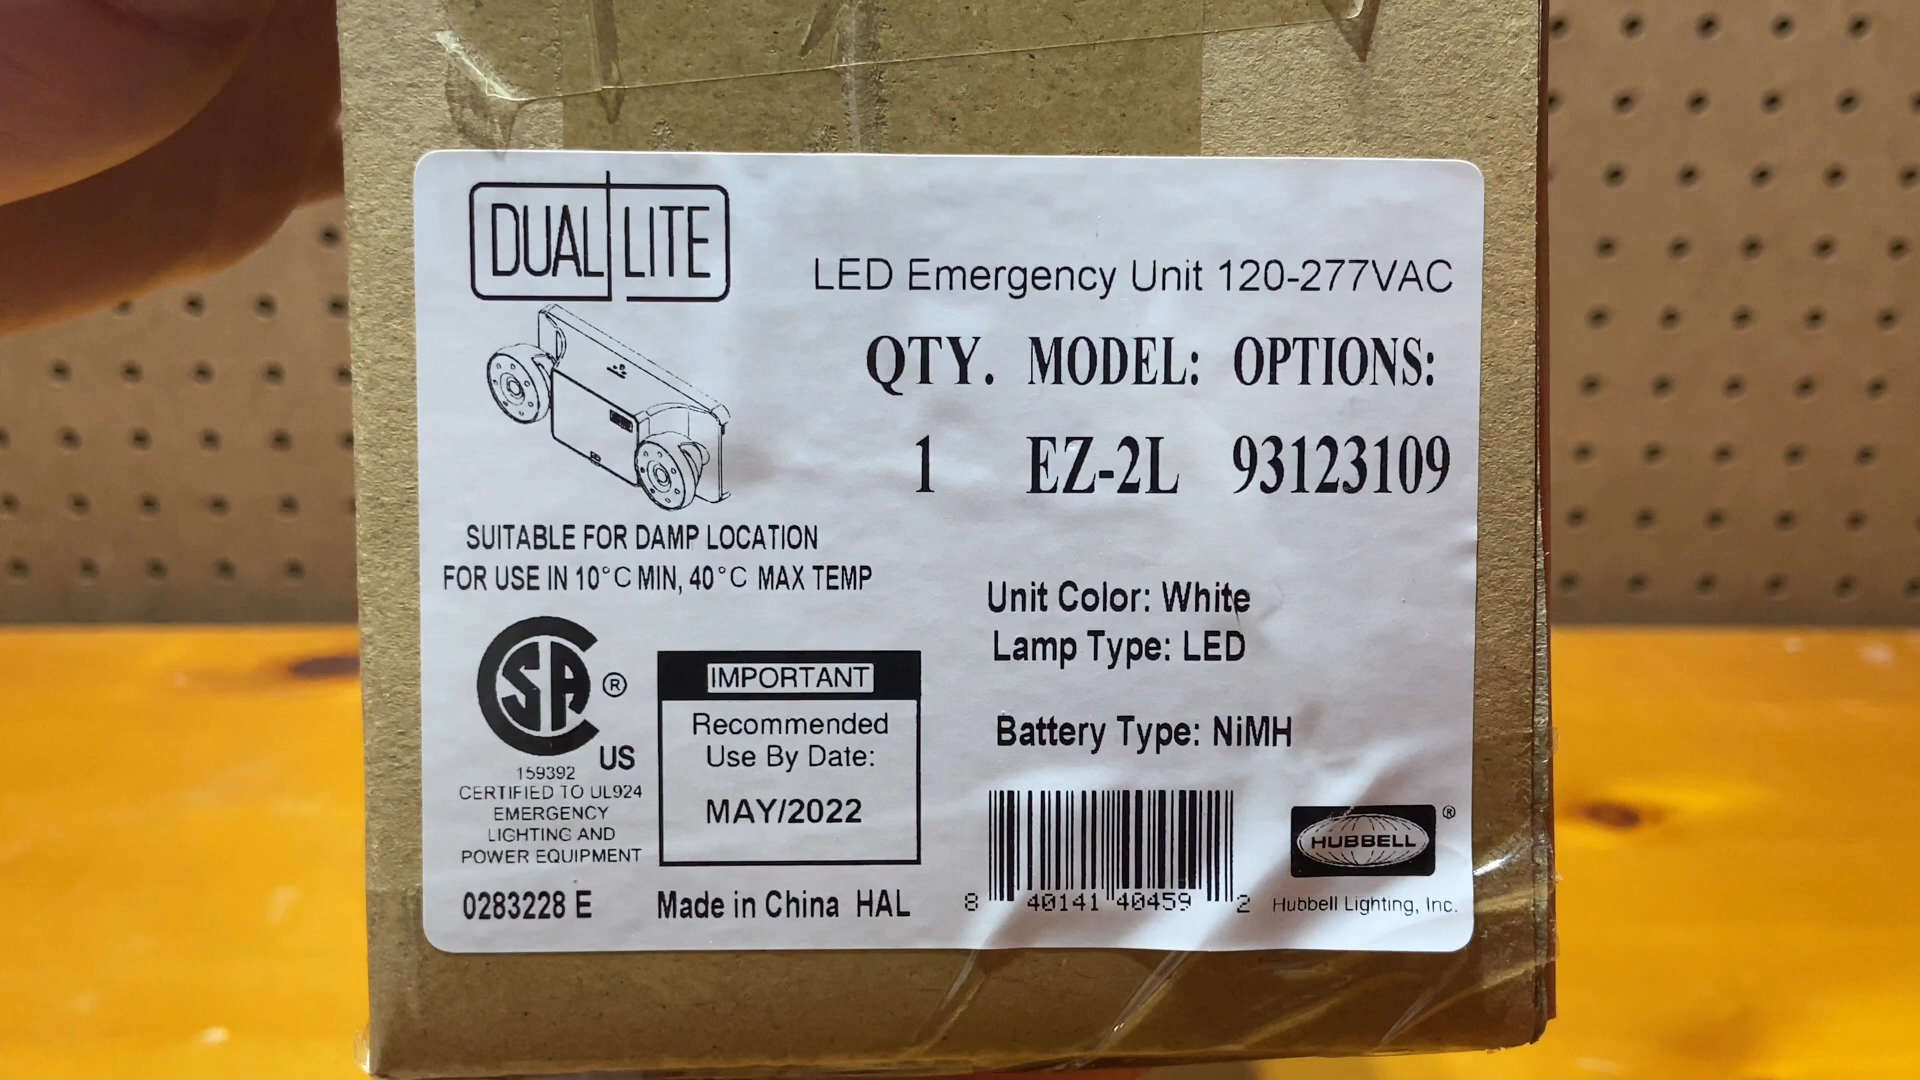 DUAL LITE
LED Emergency Unit 120-277VAC
QTY. MODEL: OPTIONS:
1 EZ-2L 93123109
SUITABLE FOR DAMP LOCATION
FOR USE IN 10°C MIN, 40°C MAX TEMP
Unit Color: White
Lamp Type: LED
Battery Type: NiMH
CSA®
US
159392
CERTIFIED TO UL924
EMERGENCY
LIGHTING AND
POWER EQUIPMENT
IMPORTANT
Recommended
Use By Date:
MAY/2022
0283228 E
Made in China HAL
8 40141 40459 2
HUBBELL®
Hubbell Lighting, Inc.